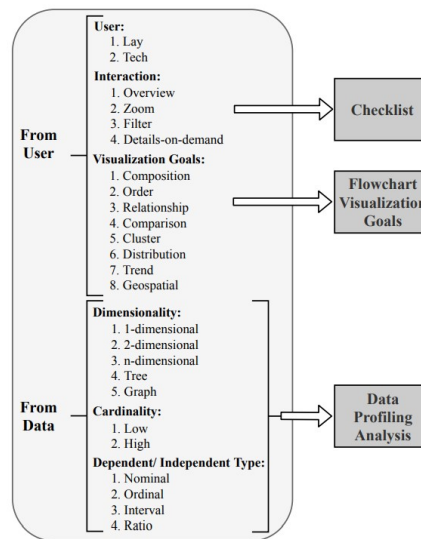 User:
1. Lay
2. Tech
Interaction:
1. Overview
2. Zoom
3. Filter
4. Details-on-demand
Checklist
From
User
Visualization Goals:
1. Composition
2. Order
3. Relationship
4. Comparison
5. Cluster
6. Distribution
7. Trend
8. Geospatial
Flowchart
Visualization
Goals
Dimensionality:
1. 1-dimensional
2. 2-dimensional
3. n-dimensional
4. Tree
5. Graph
From
Data
Cardinality:
1. Low
2. High
Dependent/ Independent Type:
1. Nominal
2. Ordinal
3. Interval
4. Ratio
Data
Profiling
Analysis